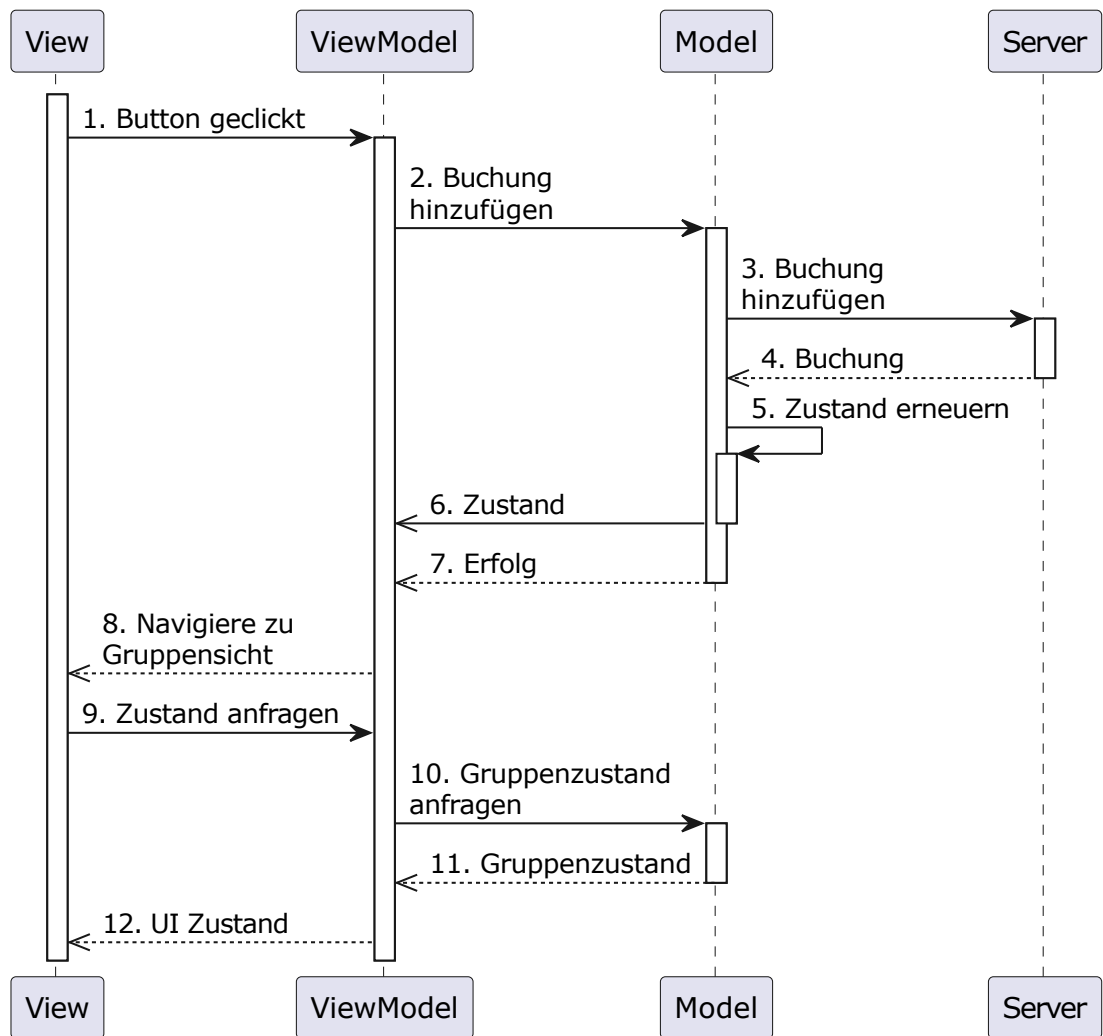 View
ViewModel
Model
Server
1. Button geclickt
2. Buchung
hinzufügen
3. Buchung
hinzufügen
4. Buchung
5. Zustand erneuern
6. Zustand
7. Erfolg
8. Navigiere zu
Gruppensicht
9. Zustand anfragen
10. Gruppenzustand
anfragen
11. Gruppenzustand
12. UI Zustand
View
ViewModel
Model
Server